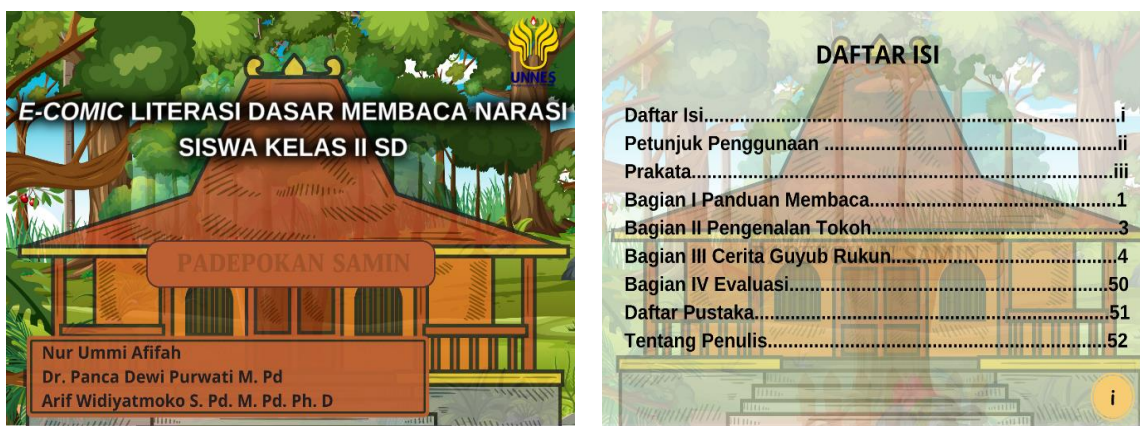 UNNES
E-COMIC LITERASI DASAR MEMBACA NARASI
SISWA KELAS II SD
PADEPOKAN SAMIN
Nur Ummi Afifah
Dr. Panca Dewi Purwati M. Pd
Arif Widiyatmoko S. Pd. M. Pd. Ph. D
DAFTAR ISI
Daftar Isi.....i
Petunjuk Penggunaan .....ii
Prakata.....iii
Bagian I Panduan Membaca.....1
Bagian II Pengenalan Tokoh.....3
PADEPOKAN SAMIN
Bagian III Cerita Guyub Rukun.....4
Bagian IV Evaluasi.....50
Daftar Pustaka.....51
Tentang Penulis.....52
i